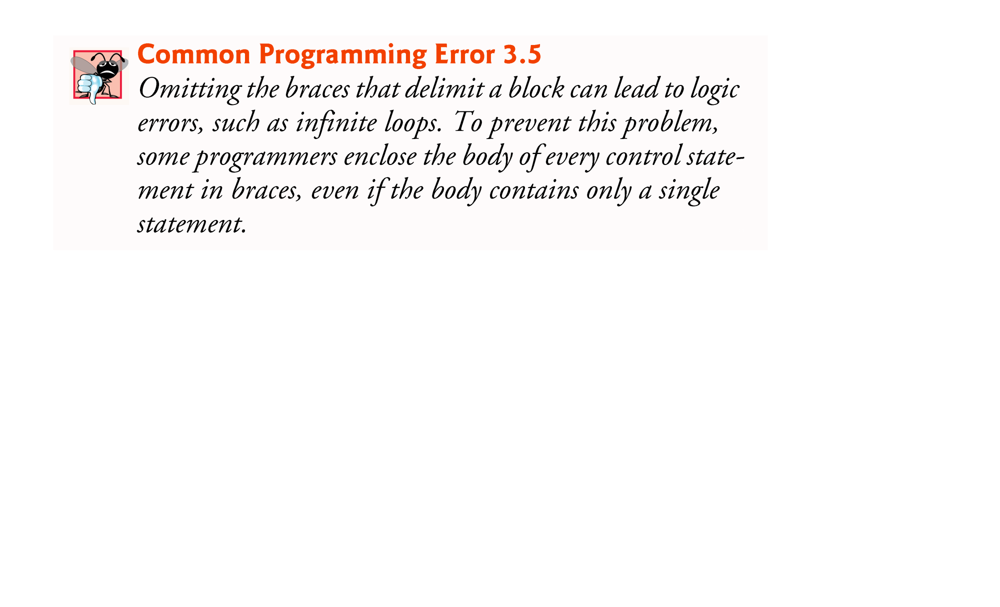 Common Programming Error 3.5
Omitting the braces that delimit a block can lead to logic
errors, such as infinite loops. To prevent this problem,
some programmers enclose the body of every control state-
ment in braces, even if the body contains only a single
statement.